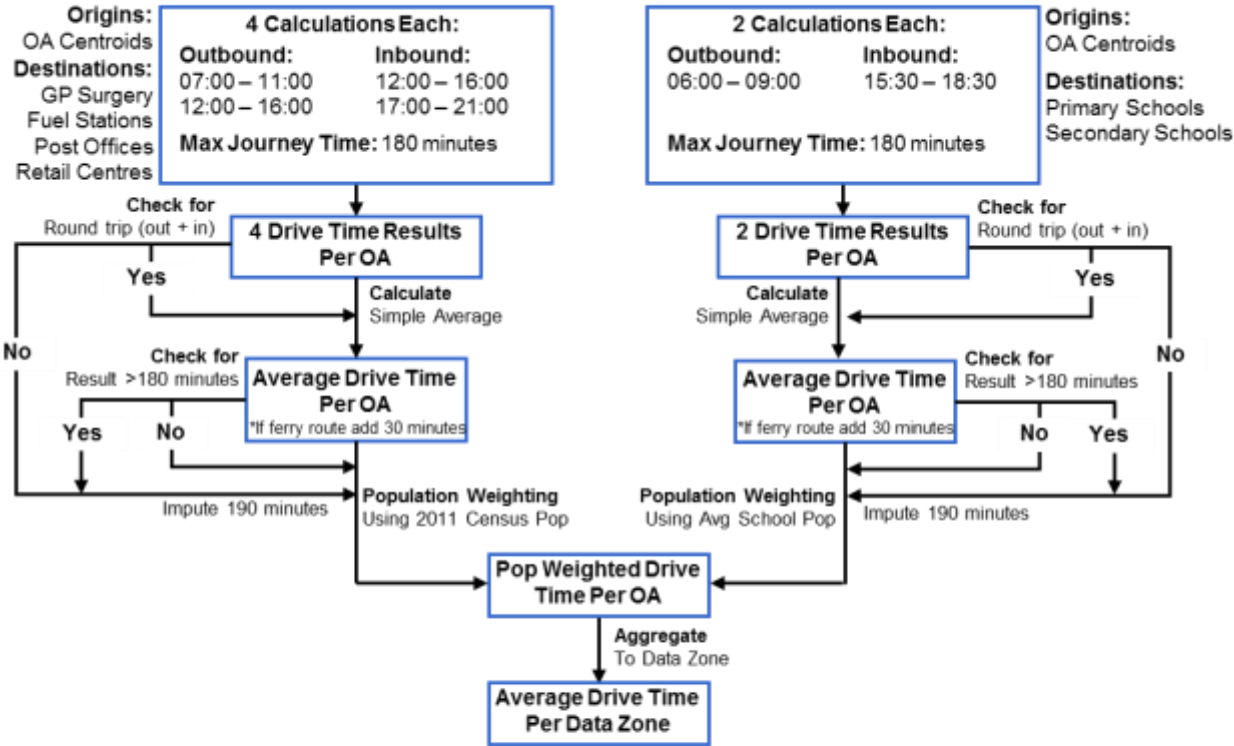 Origins:
OA Centroids
Destinations:
GP Surgery
Fuel Stations
Post Offices
Retail Centres
4 Calculations Each:
Outbound: Inbound:
07:00 – 11:00 12:00 – 16:00
12:00 – 16:00 17:00 – 21:00
Max Journey Time: 180 minutes
2 Calculations Each:
Outbound: Inbound:
06:00 – 09:00 15:30 – 18:30
Max Journey Time: 180 minutes
Origins:
OA Centroids
Destinations:
Primary Schools
Secondary Schools
Check for
Round trip (out + in)
Yes
No
4 Drive Time Results
Per OA
Calculate
Simple Average
2 Drive Time Results
Per OA
Calculate
Simple Average
Check for
Round trip (out + in)
Yes
No
Check for
Result >180 minutes
Yes No
Average Drive Time
Per OA
*If ferry route add 30 minutes
Impute 190 minutes
Population Weighting
Using 2011 Census Pop
Average Drive Time
Per OA
*If ferry route add 30 minutes
Check for
Result >180 minutes
No Yes
Population Weighting
Using Avg School Pop
Impute 190 minutes
Pop Weighted Drive
Time Per OA
Aggregate
To Data Zone
Average Drive Time
Per Data Zone